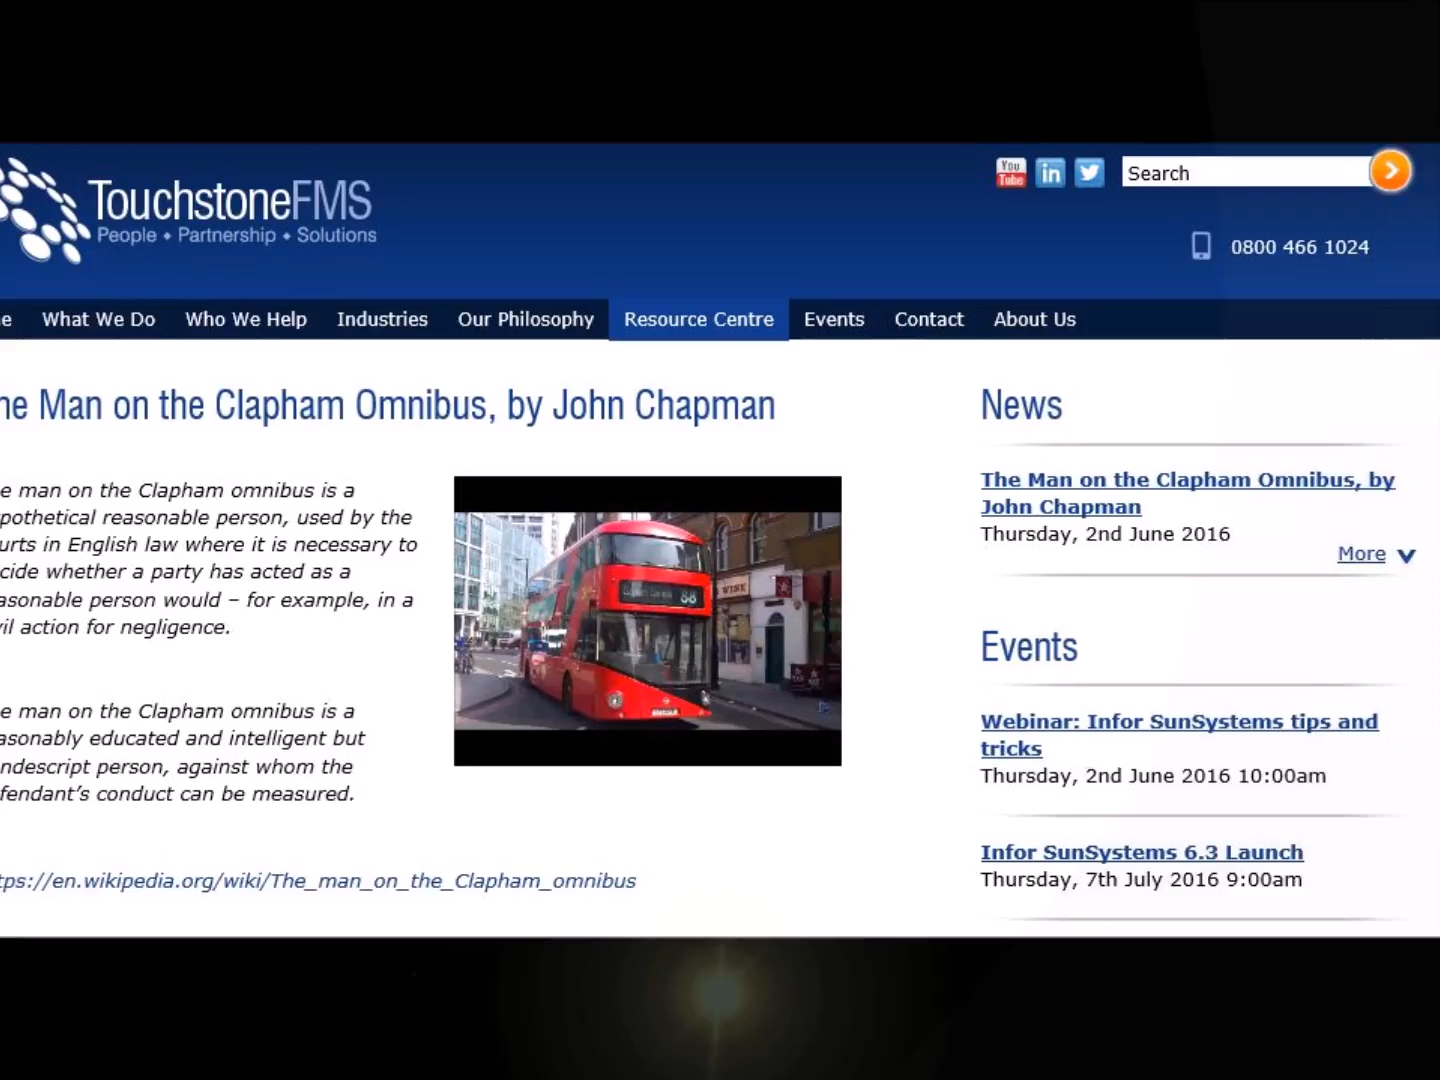 You
Tube
in
Search
TouchstoneFMS
People • Partnership • Solutions
0800 466 1024
What We Do
Who We Help
Industries
Our Philosophy
Resource Centre
Events
Contact
About Us
he Man on the Clapham Omnibus, by John Chapman
e man on the Clapham omnibus is a
pothetical reasonable person, used by the
urts in English law where it is necessary to
cide whether a party has acted as a
asonable person would – for example, in a
vil action for negligence.
88
e man on the Clapham omnibus is a
asonably educated and intelligent but
ndescript person, against whom the
fendant's conduct can be measured.
tps://en.wikipedia.org/wiki/The_man_on_the_Clapham_omnibus
News
The Man on the Clapham Omnibus, by
John Chapman
Thursday, 2nd June 2016
More
Events
Webinar: Infor SunSystems tips and
tricks
Thursday, 2nd June 2016 10:00am
Infor SunSystems 6.3 Launch
Thursday, 7th July 2016 9:00am